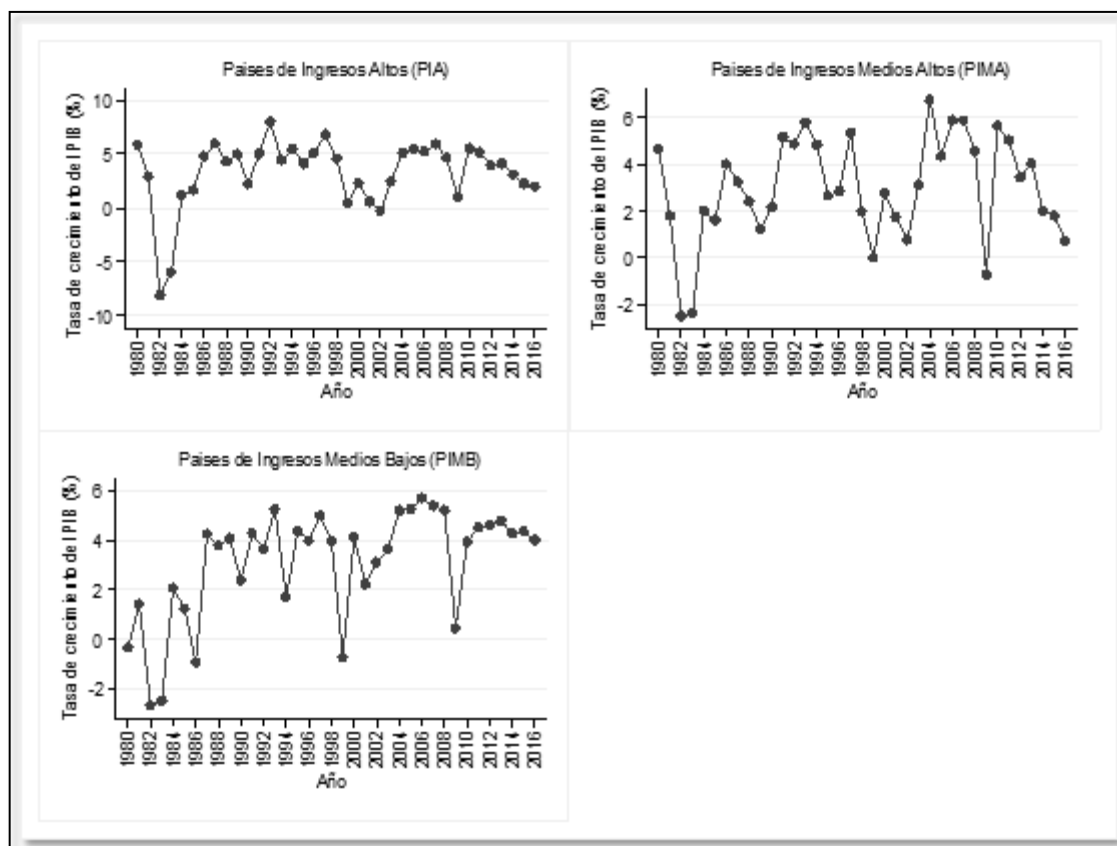 Paises de Ingresos Altos (PIA)
Tasa de crecimiento de l PIB (%)
10
5
0
-5
-10
1980 1982 1984 1986 1988 1990 1992 1994 1996 1998 2000 2002 2004 2006 2008 2010 2012 2014 2016
Año
Paises de Ingresos Medios Altos (PIMA)
Tasa de crecimiento de l PIB (%)
6
4
2
0
-2
1980 1982 1984 1986 1988 1990 1992 1994 1996 1998 2000 2002 2004 2006 2008 2010 2012 2014 2016
Año
Paises de Ingresos Medios Bajos (PIMB)
Tasa de crecimiento de l PIB (%)
6
4
2
0
-2
1980 1982 1984 1986 1988 1990 1992 1994 1996 1998 2000 2002 2004 2006 2008 2010 2012 2014 2016
Año